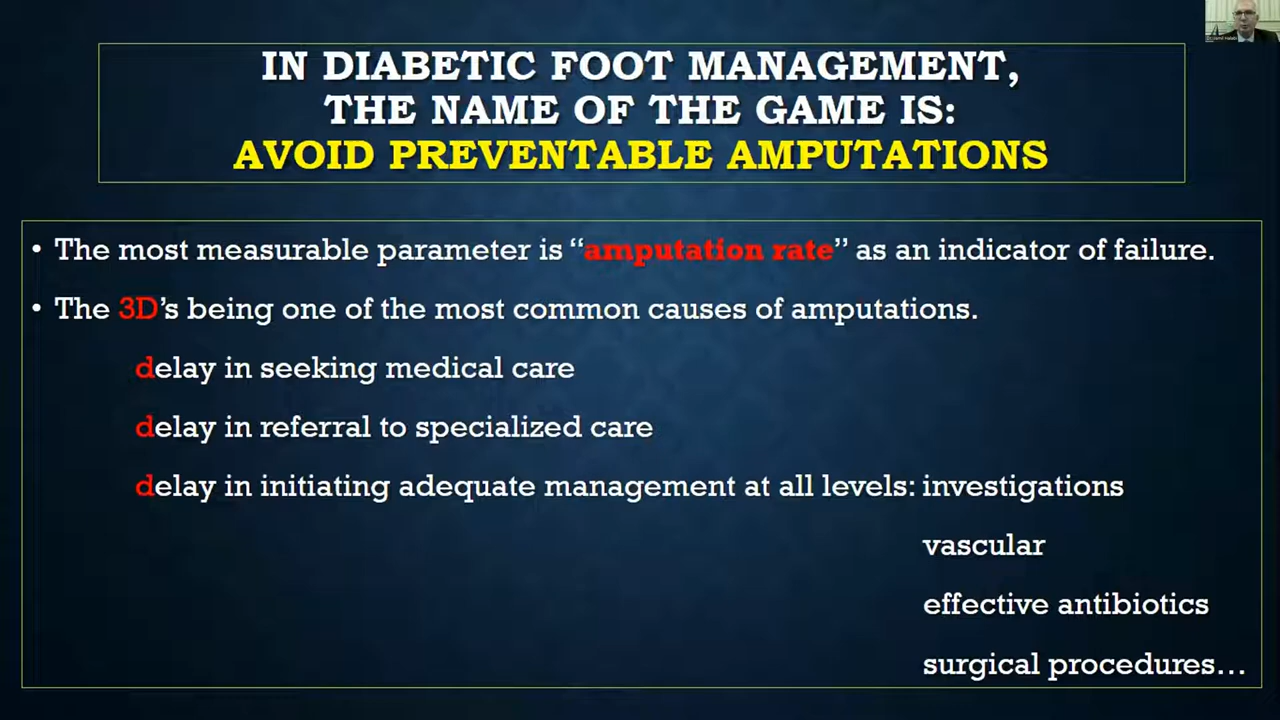 IN DIABETIC FOOT MANAGEMENT,
THE NAME OF THE GAME IS:
AVOID PREVENTABLE AMPUTATIONS
• The most measurable parameter is “amputation rate” as an indicator of failure.
• The 3D’s being one of the most common causes of amputations.
delay in seeking medical care
delay in referral to specialized care
delay in initiating adequate management at all levels: investigations
vascular
effective antibiotics
surgical procedures…